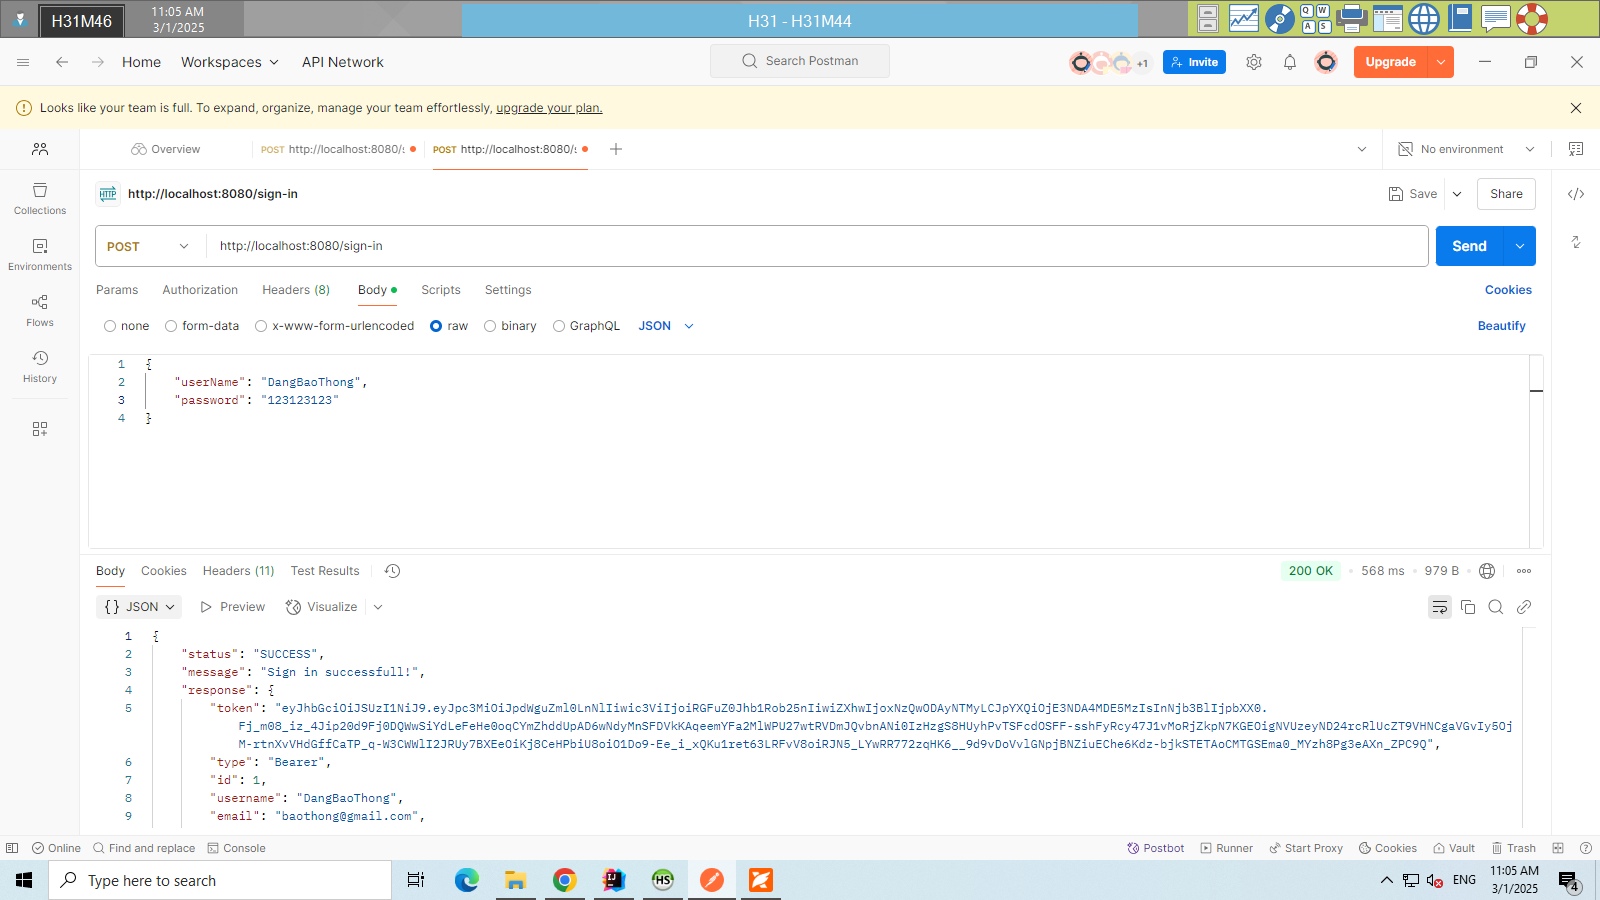 H31M46
11:05 AM
3/1/2025
H31 - H31M44
Q W
A S
Home
Workspaces
API Network
Search Postman
+1
Invite
Upgrade
Looks like your team is full. To expand, organize, manage your team effortlessly, upgrade your plan.
Overview
POST http://localhost:8080/s
POST http://localhost:8080/s
No environment
HTTP http://localhost:8080/sign-in
Save
Share
Collections
Environments
Flows
History
POST
http://localhost:8080/sign-in
Send
Params
Authorization
Headers (8)
Body
Scripts
Settings
Cookies
none
form-data
x-www-form-urlencoded
raw
binary
GraphQL
JSON
Beautify
1 {
2 "userName": "DangBaoThong",
3 "password": "123123123"
4 }
Body
Cookies
Headers (11)
Test Results
200 OK
568 ms
979 B
{} JSON
Preview
Visualize
1 {
2 "status": "SUCCESS",
3 "message": "Sign in successfull!",
4 "response": {
5 "token":
6 "type": "Bearer",
7 "id": 1,
8 "username": "DangBaoThong",
9 "email": "baothong@gmail.com",
Online
Find and replace
Console
Postbot
Runner
Start Proxy
Cookies
Vault
Trash
Type here to search
IJ
HS
ENG
11:05 AM
3/1/2025
4